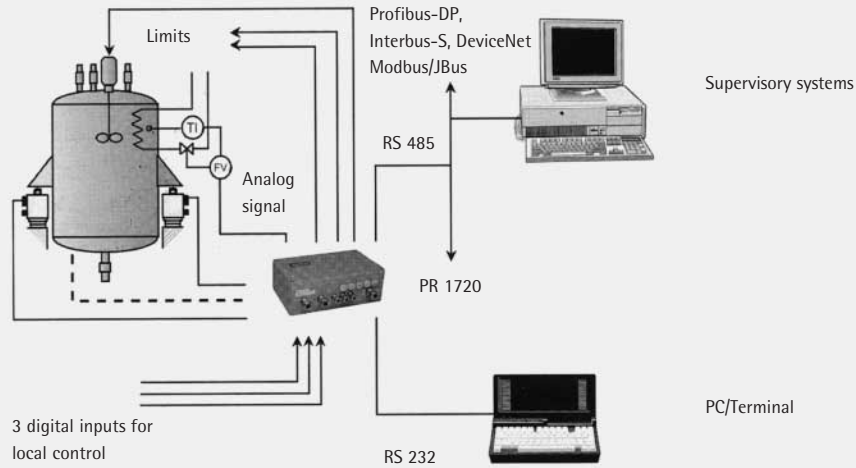 Profibus-DP,
Interbus-S, DeviceNet
Modbus/JBus
Limits
Supervisory systems
TI
RS 485
FV
Analog
signal
PR 1720
3 digital inputs for
local control
PC/Terminal
RS 232